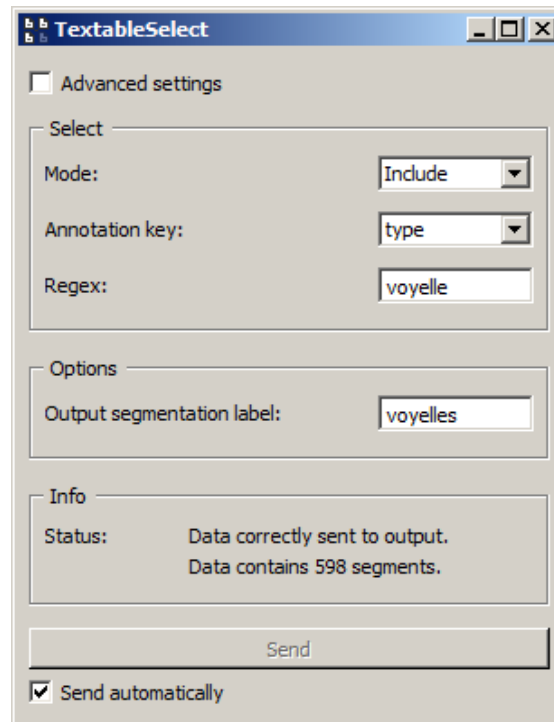 TextableSelect
Advanced settings
Select
Mode: Include
Annotation key: type
Regex: voyelle
Options
Output segmentation label: voyelles
Info
Status: Data correctly sent to output.
Data contains 598 segments.
Send
Send automatically